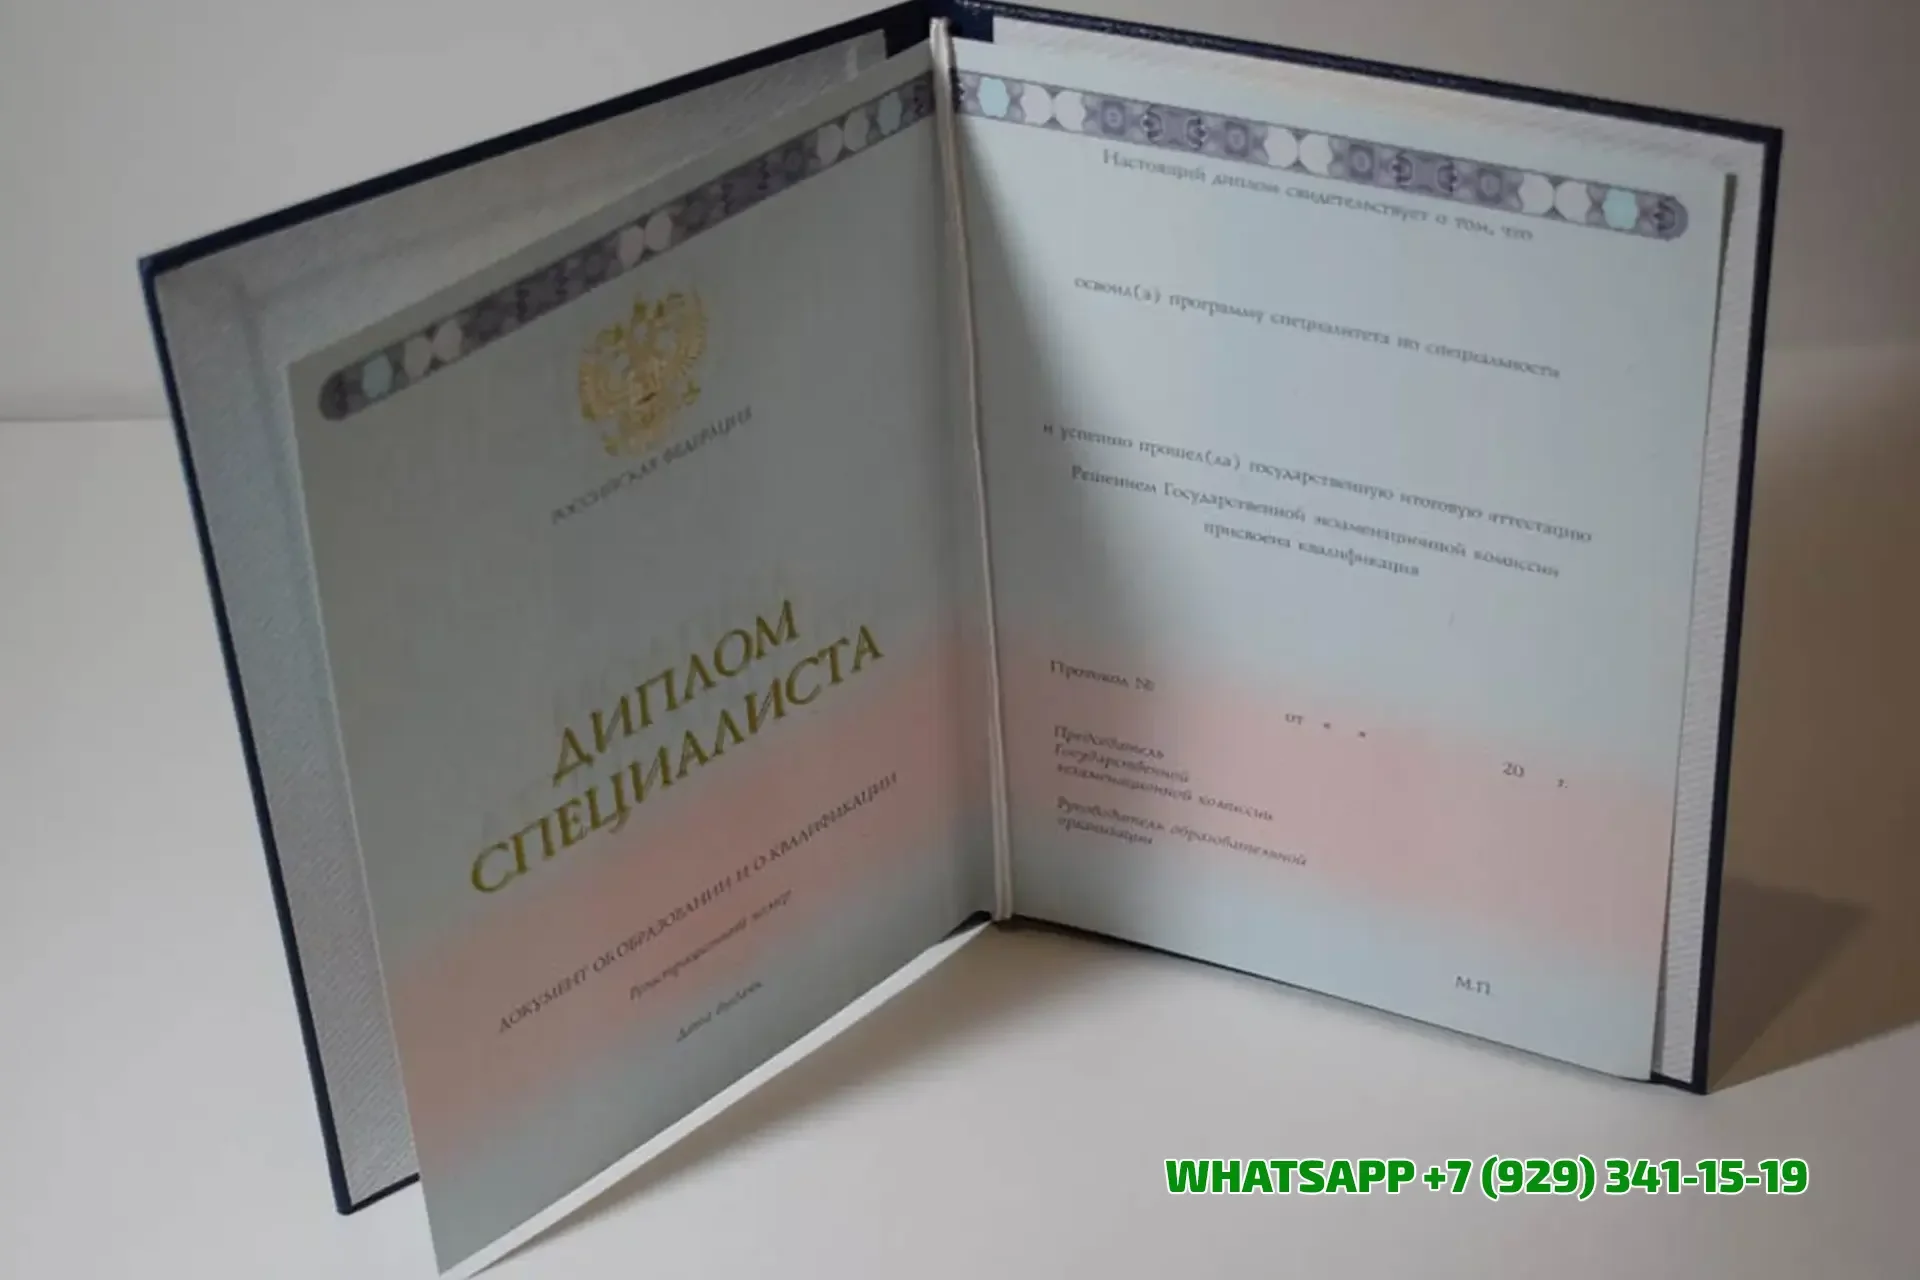 РОССИЙСКАЯ ФЕДЕРАЦИЯ
ДИПЛОМ
СПЕЦИАЛИСТА
ДОКУМЕНТ ОБ ОБРАЗОВАНИИ И О КВАЛИФИКАЦИИ
Регистрационный номер
Дата выдачи
Настоящий диплом свидетельствует о том, что
освоил(а) программу специалитета по специальности
и успешно прошел(ла) государственную итоговую аттестацию
Решением Государственной экзаменационной комиссии
присвоена квалификация
Протокол №
от « »
20 г.
Председатель
Государственной
экзаменационной комиссии
Руководитель образовательной
организации
М.П.
WHATSAPP +7 (929) 341-15-19